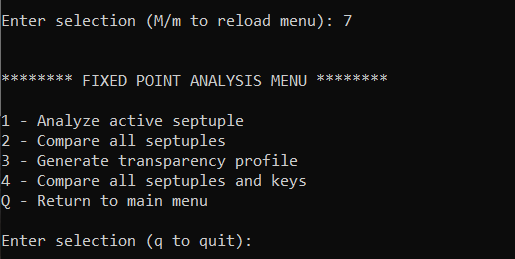 Enter selection (M/m to reload menu): 7
******** FIXED POINT ANALYSIS MENU ********
1 - Analyze active septuple
2 - Compare all septuples
3 - Generate transparency profile
4 - Compare all septuples and keys
Q - Return to main menu
Enter selection (q to quit):